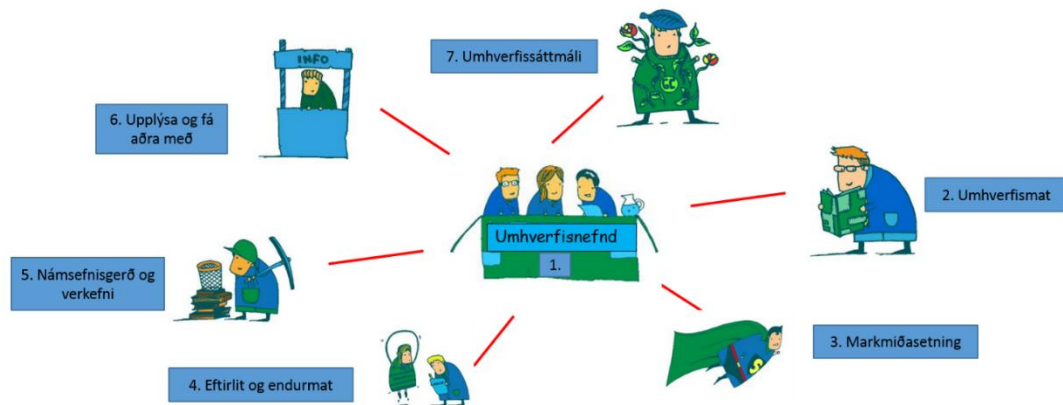 7. Umhverfissáttmáli
INFO
6. Upplýsa og fá
aðra með
GC
2. Umhverfismat
Umhverfisnefnd
1.
5. Námsefnisgerð og
verkefni
S
3. Markmiðasetning
4. Eftirlit og endurmat